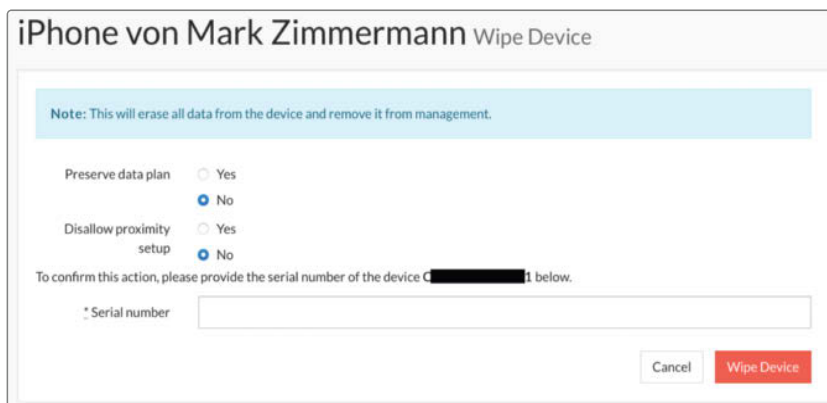 iPhone von Mark Zimmermann Wipe Device
Note: This will erase all data from the device and remove it from management.
Preserve data plan Yes
No
Disallow proximity Yes
setup No
To confirm this action, please provide the serial number of the device C 1 below.
* Serial number
Cancel Wipe Device